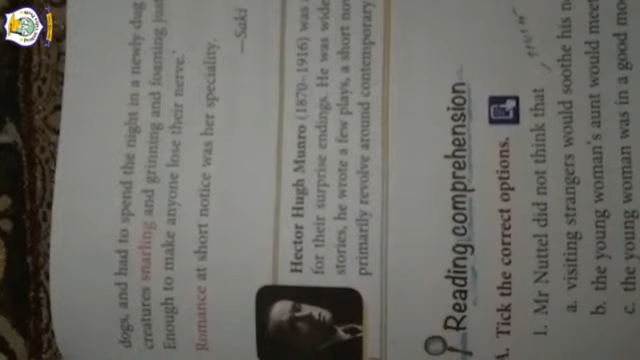 dogs, and had to spend the night in a newly dug
creatures snarling and grinning and foaming just
Enough to make anyone lose their nerve.'
Romance at short notice was her speciality.
—Saki
Hector Hugh Munro (1870–1916) was
for their surprise endings. He was wide
stories, he wrote a few plays, a short no
primarily revolve around contemporary
Reading comprehension
A. Tick the correct options.
1. Mr Nuttel did not think that
a. visiting strangers would soothe his n
b. the young woman's aunt would meet
c. the young woman was in a good moo